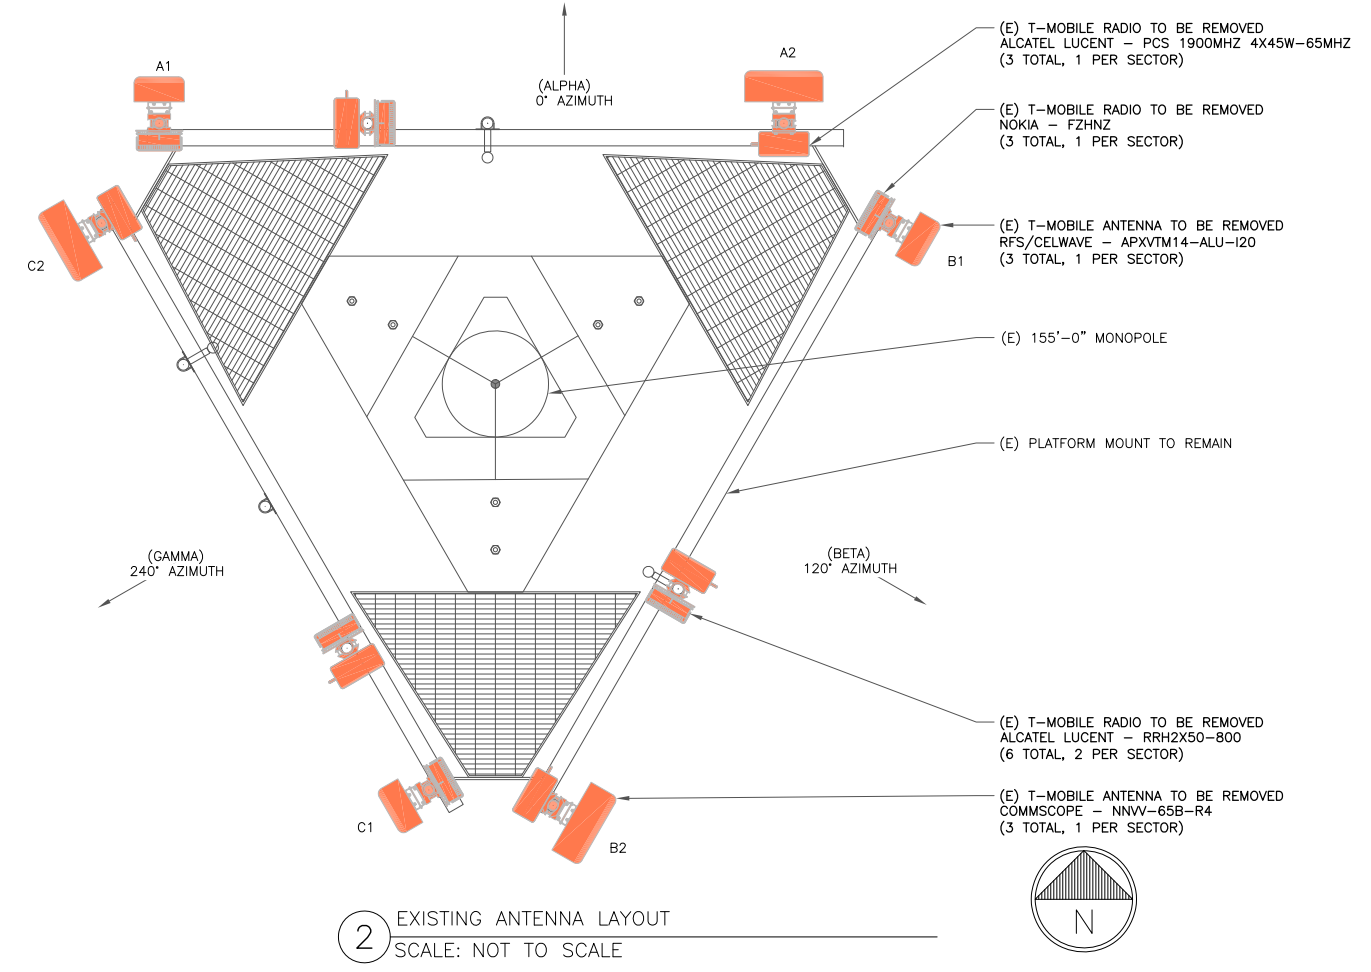 (E) T-MOBILE RADIO TO BE REMOVED
ALCATEL LUCENT - PCS 1900MHZ 4X45W-65MHZ
(3 TOTAL, 1 PER SECTOR)
A1
A2
(ALPHA)
0° AZIMUTH
(E) T-MOBILE RADIO TO BE REMOVED
NOKIA - FZHNZ
(3 TOTAL, 1 PER SECTOR)
(E) T-MOBILE ANTENNA TO BE REMOVED
RFS/CELWAVE - APXVTM14-ALU-I20
(3 TOTAL, 1 PER SECTOR)
C2
B1
(E) 155'-0" MONOPOLE
(E) PLATFORM MOUNT TO REMAIN
(GAMMA)
240° AZIMUTH
(BETA)
120° AZIMUTH
(E) T-MOBILE RADIO TO BE REMOVED
ALCATEL LUCENT - RRH2X50-800
(6 TOTAL, 2 PER SECTOR)
(E) T-MOBILE ANTENNA TO BE REMOVED
COMMSCOPE - NNVV-65B-R4
(3 TOTAL, 1 PER SECTOR)
C1
B2
N
2
EXISTING ANTENNA LAYOUT
SCALE: NOT TO SCALE